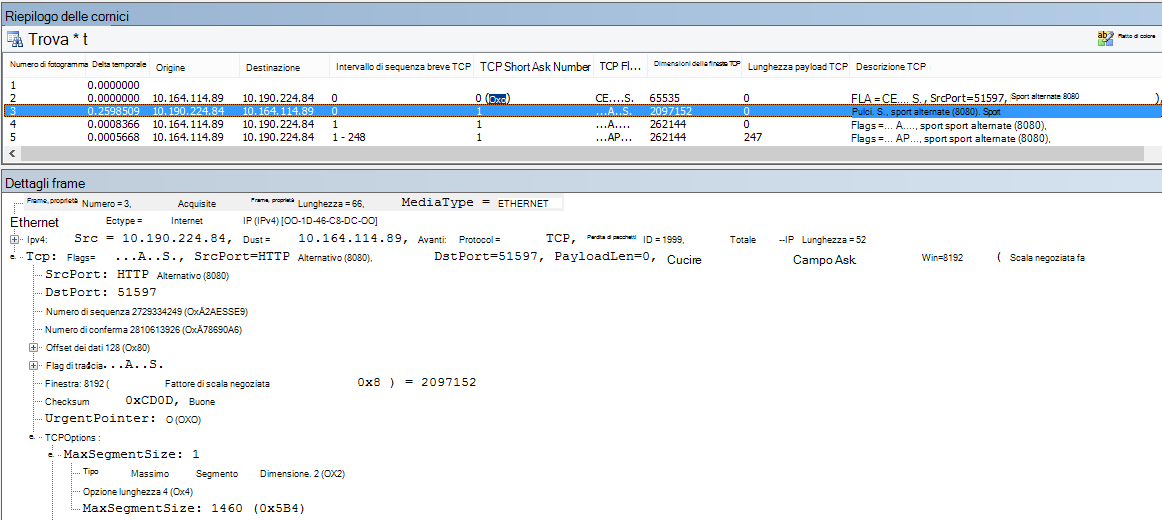 Riepilogo delle cornici
Trova * t
Piatto di colore
Numero di fotogramma Delta temporale Origine Destinazione Intervallo di sequenza breve TCP TCP Short Ask Number TCP Fl... Dimensioni delle finestre TCP Lunghezza payload TCP Descrizione TCP
1 0.0000000
2 0.0000000 10.164.114.89 10.190.224.84 0 0 (Oxo) CE....S. 65535 0 FLA = CE.... S., SrcPort=51597, Sport alternate 8080 ),
3 0.2598509 10.190.224.84 10.164.114.89 0 1 ...A..S. 2097152 0 Pulci. S., sport alternate (8080). Sport
4 0.0008366 10.164.114.89 10.190.224.84 1 1 ...A.... 262144 0 Flags =... A...., sport sport alternate (8080),
5 0.0005668 10.164.114.89 10.190.224.84 1 - 248 1 ...AP... 262144 247 Flags =... AP..., sport sport alternate (8080),
Dettagli frame
Frame, proprietà Numero = 3, Acquisite Frame, proprietà Lunghezza = 66, MediaType = ETHERNET
Ethernet Ectype = Internet IP (IPv4) [OO-1D-46-C8-DC-OO]
Ipv4: Src = 10.190.224.84, Dust = 10.164.114.89, Avanti: Protocol = TCP, Perdita di pacchetti ID = 1999, Totale --IP Lunghezza = 52
Tcp: Flags= ...A..S., SrcPort=HTTP Alternativo (8080), DstPort=51597, PayloadLen=0, Cucire Campo Ask. Win=8192 ( Scala negoziata fa
SrcPort: HTTP Alternativo (8080)
DstPort: 51597
Numero di sequenza 2729334249 (OxÄ2AESSE9)
Numero di conferma 2810613926 (OxÄ78690A6)
Offset dei dati 128 (Ox80)
Flag di traccia...A..S.
Finestra: 8192 ( Fattore di scala negoziata 0x8 ) = 2097152
Checksum 0xCD0D, Buone
UrgentPointer: O (OXO)
TCPOptions :
MaxSegmentSize: 1
Tipo Massimo Segmento Dimensione. 2 (OX2)
Opzione lunghezza 4 (Ox4)
MaxSegmentSize: 1460 (0x5B4)